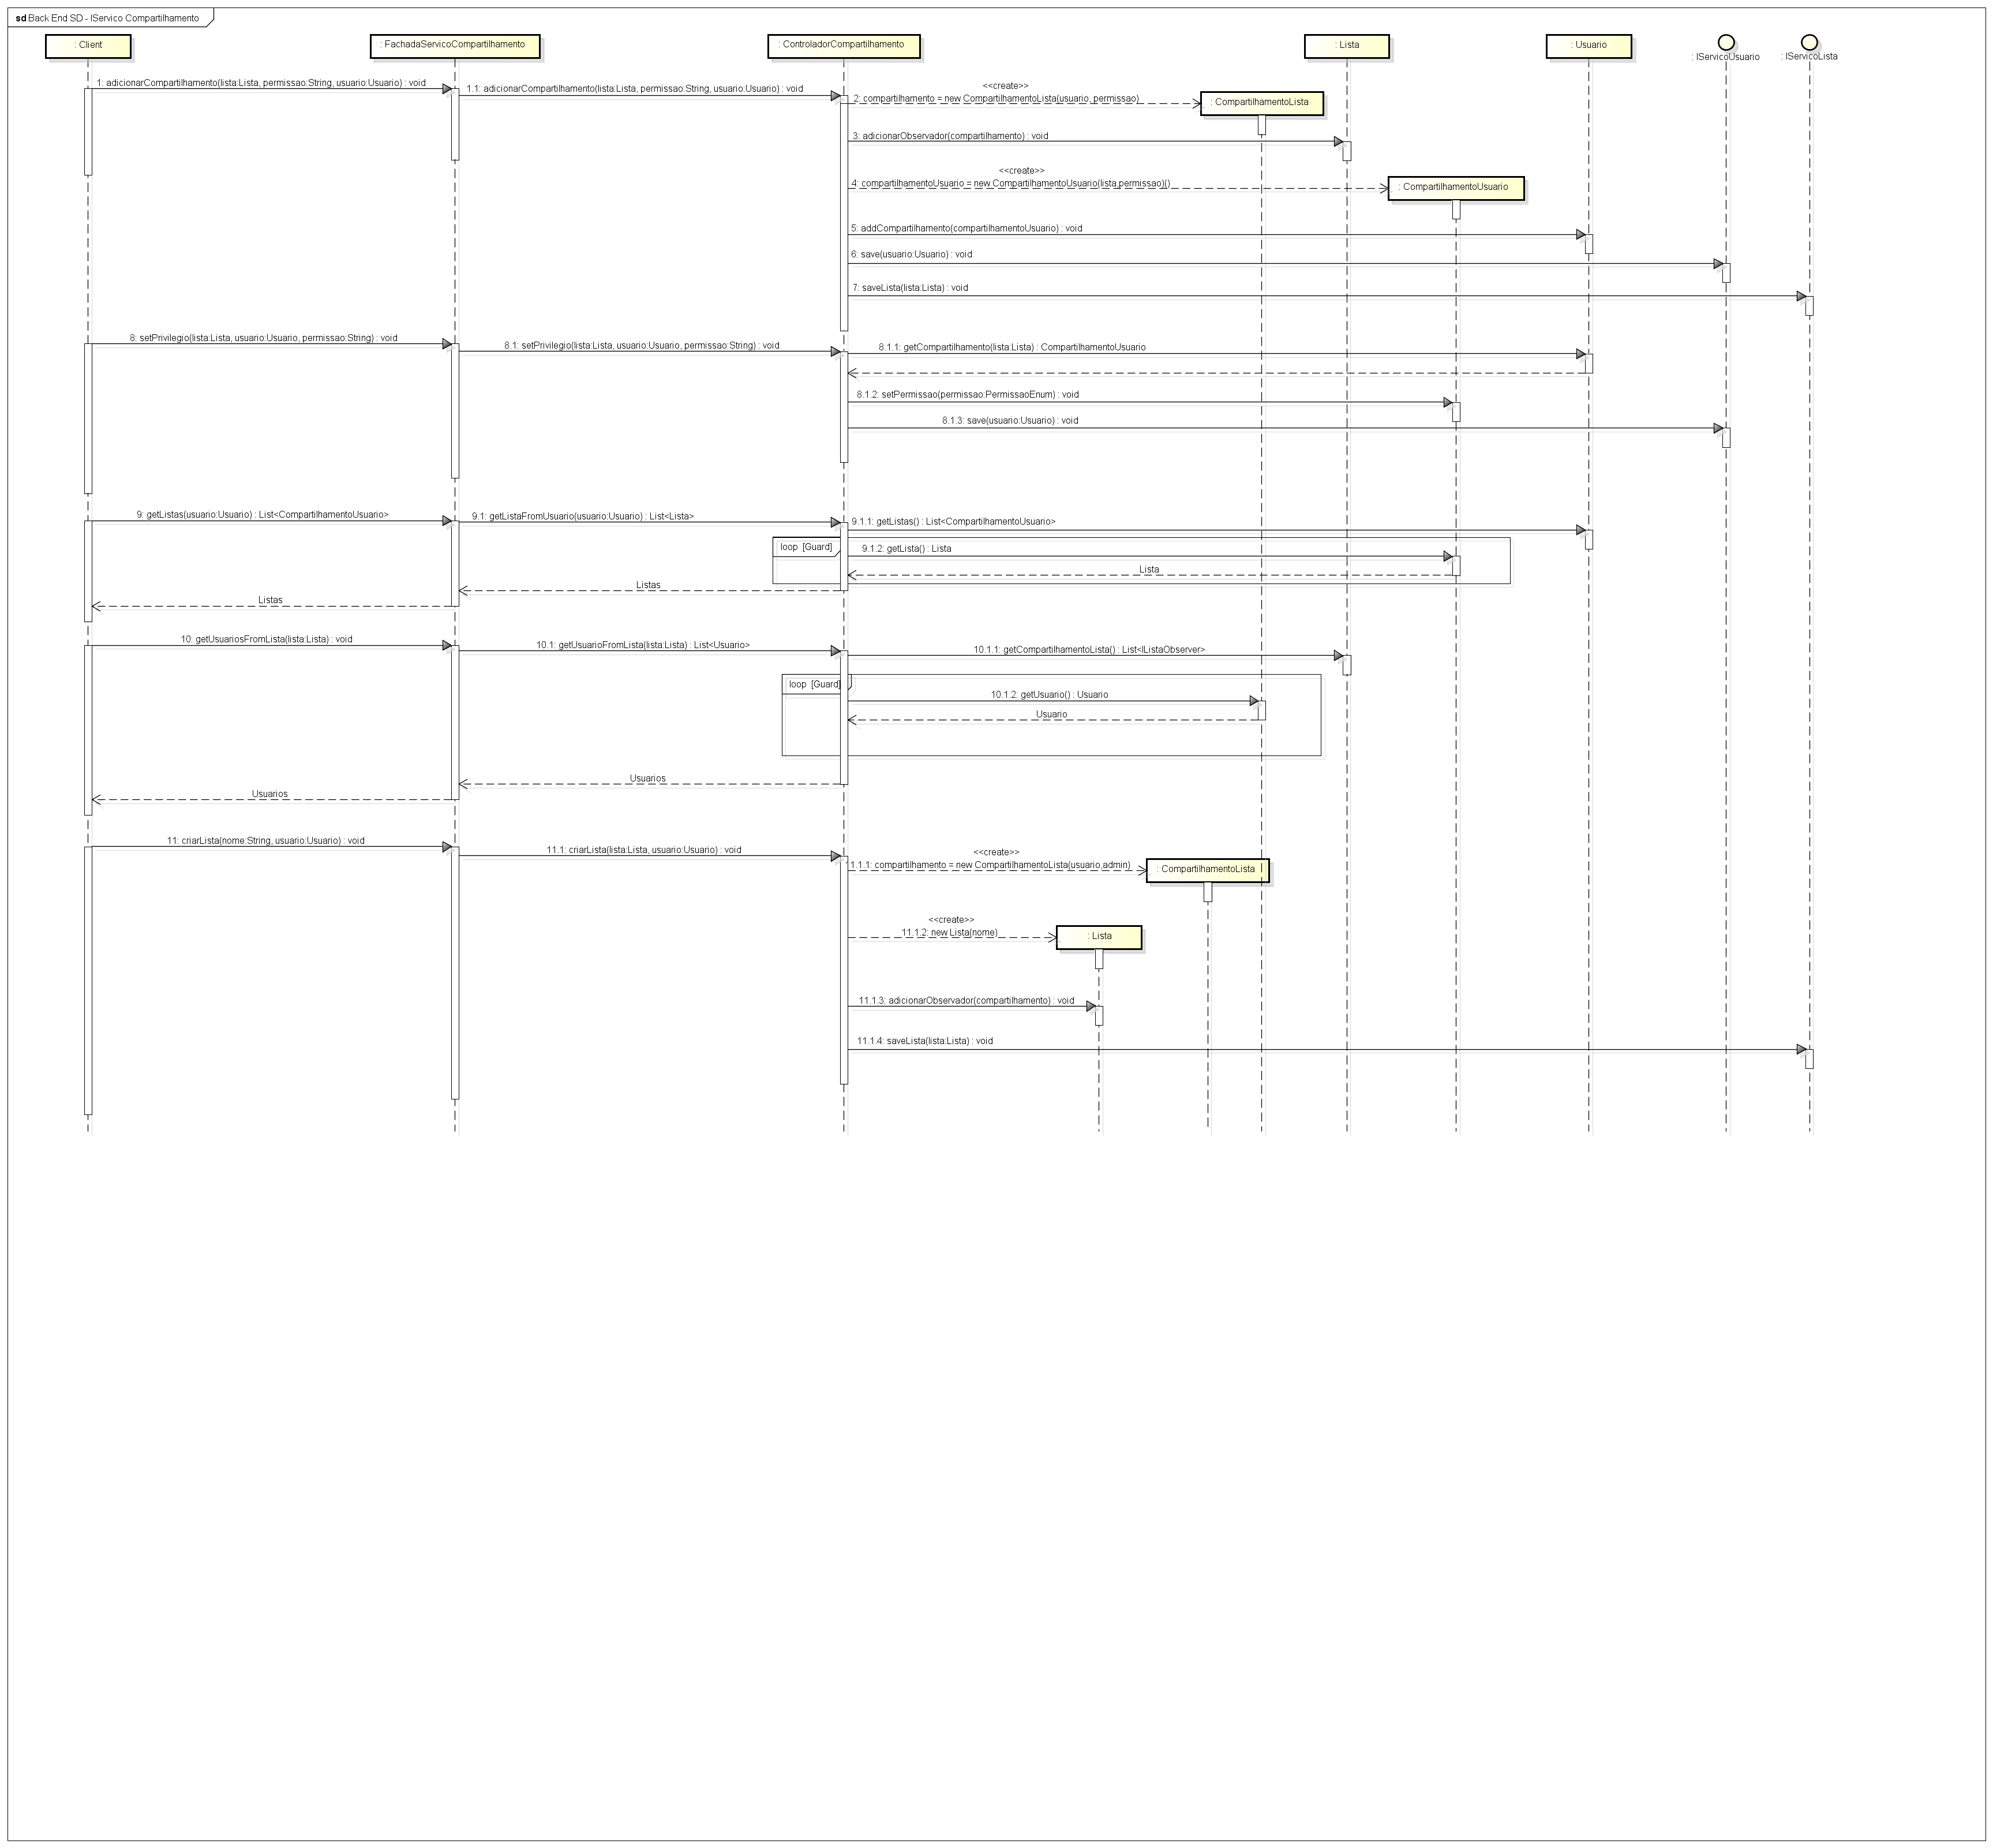 sd Back End SD - IServico Compartilhamento
: Client
: FachadaServicoCompartilhamento
: ControladorCompartilhamento
: Lista
: Usuario
: IServicoUsuario
: IServicoLista
1: adicionarCompartilhamento(lista:Lista, permissao:String, usuario:Usuario) : void
1.1: adicionarCompartilhamento(lista:Lista, permissao:String, usuario:Usuario) : void
<<create>>
2: compartilhamento = new CompartilhamentoLista(usuario, permissao)
: CompartilhamentoLista
3: adicionarObservador(compartilhamento) : void
<<create>>
4: compartilhamentoUsuario = new CompartilhamentoUsuario(lista,permissao)()
: CompartilhamentoUsuario
5: addCompartilhamento(compartilhamentoUsuario) : void
6: save(usuario:Usuario) : void
7: saveLista(lista:Lista) : void
8: setPrivilegio(lista:Lista, usuario:Usuario, permissao:String) : void
8.1: setPrivilegio(lista:Lista, usuario:Usuario, permissao:String) : void
8.1.1: getCompartilhamento(lista:Lista) : CompartilhamentoUsuario
8.1.2: setPermissao(permissao:PermissaoEnum) : void
8.1.3: save(usuario:Usuario) : void
9: getListas(usuario:Usuario) : List<CompartilhamentoUsuario>
9.1: getListaFromUsuario(usuario:Usuario) : List<Lista>
9.1.1: getListas() : List<CompartilhamentoUsuario>
loop [Guard]
9.1.2: getLista() : Lista
Lista
Listas
Listas
10: getUsuariosFromLista(lista:Lista) : void
10.1: getUsuarioFromLista(lista:Lista) : List<Usuario>
10.1.1: getCompartilhamentoLista() : List<IListaObserver>
loop [Guard]
10.1.2: getUsuario() : Usuario
Usuario
Usuarios
Usuarios
11: criarLista(nome:String, usuario:Usuario) : void
11.1: criarLista(lista:Lista, usuario:Usuario) : void
<<create>>
11.1.1: compartilhamento = new CompartilhamentoLista(usuario,admin)
: CompartilhamentoLista
<<create>>
11.1.2: new Lista(nome)
: Lista
11.1.3: adicionarObservador(compartilhamento) : void
11.1.4: saveLista(lista:Lista) : void